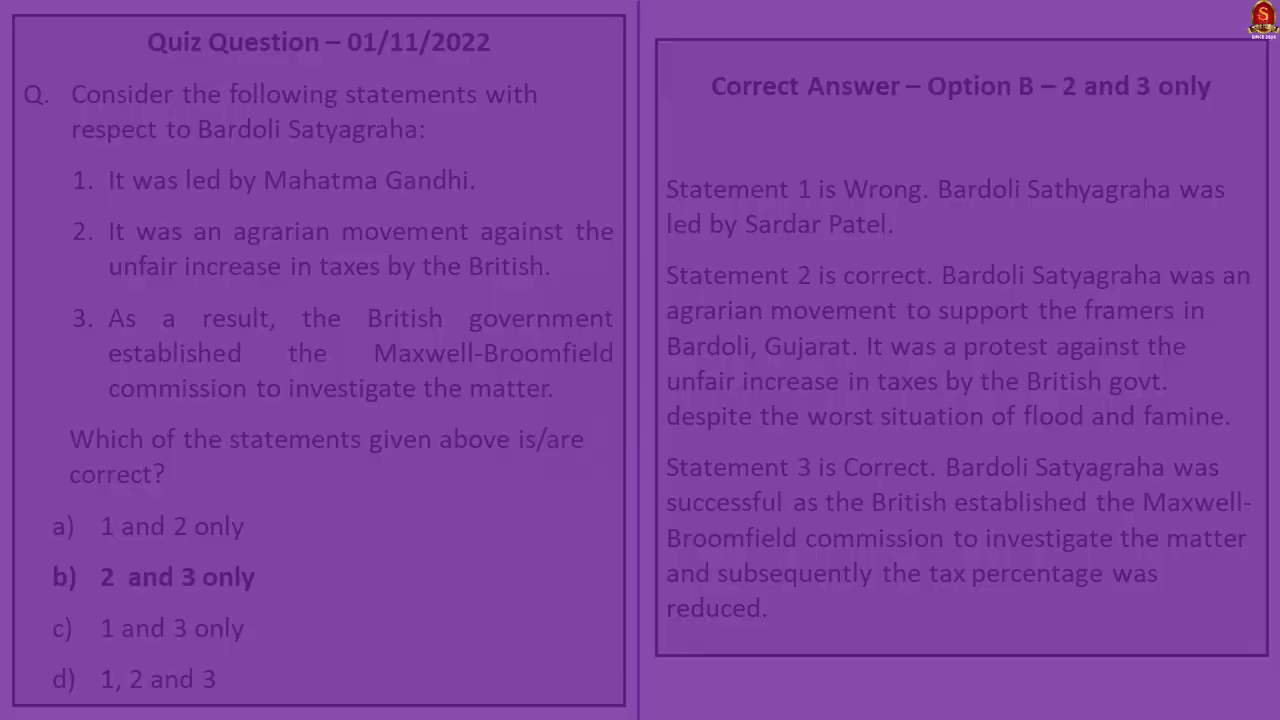 Quiz Question – 01/11/2022
Q. Consider the following statements with
respect to Bardoli Satyagraha:
1. It was led by Mahatma Gandhi.
2. It was an agrarian movement against the
unfair increase in taxes by the British.
3. As a result, the British government
established the Maxwell-Broomfield
commission to investigate the matter.
Which of the statements given above is/are
correct?
a) 1 and 2 only
b) 2 and 3 only
c) 1 and 3 only
d) 1, 2 and 3
S
SINCE 2004
Correct Answer – Option B – 2 and 3 only
Statement 1 is Wrong. Bardoli Sathyagraha was
led by Sardar Patel.
Statement 2 is correct. Bardoli Satyagraha was an
agrarian movement to support the framers in
Bardoli, Gujarat. It was a protest against the
unfair increase in taxes by the British govt.
despite the worst situation of flood and famine.
Statement 3 is Correct. Bardoli Satyagraha was
successful as the British established the Maxwell-
Broomfield commission to investigate the matter
and subsequently the tax percentage was
reduced.